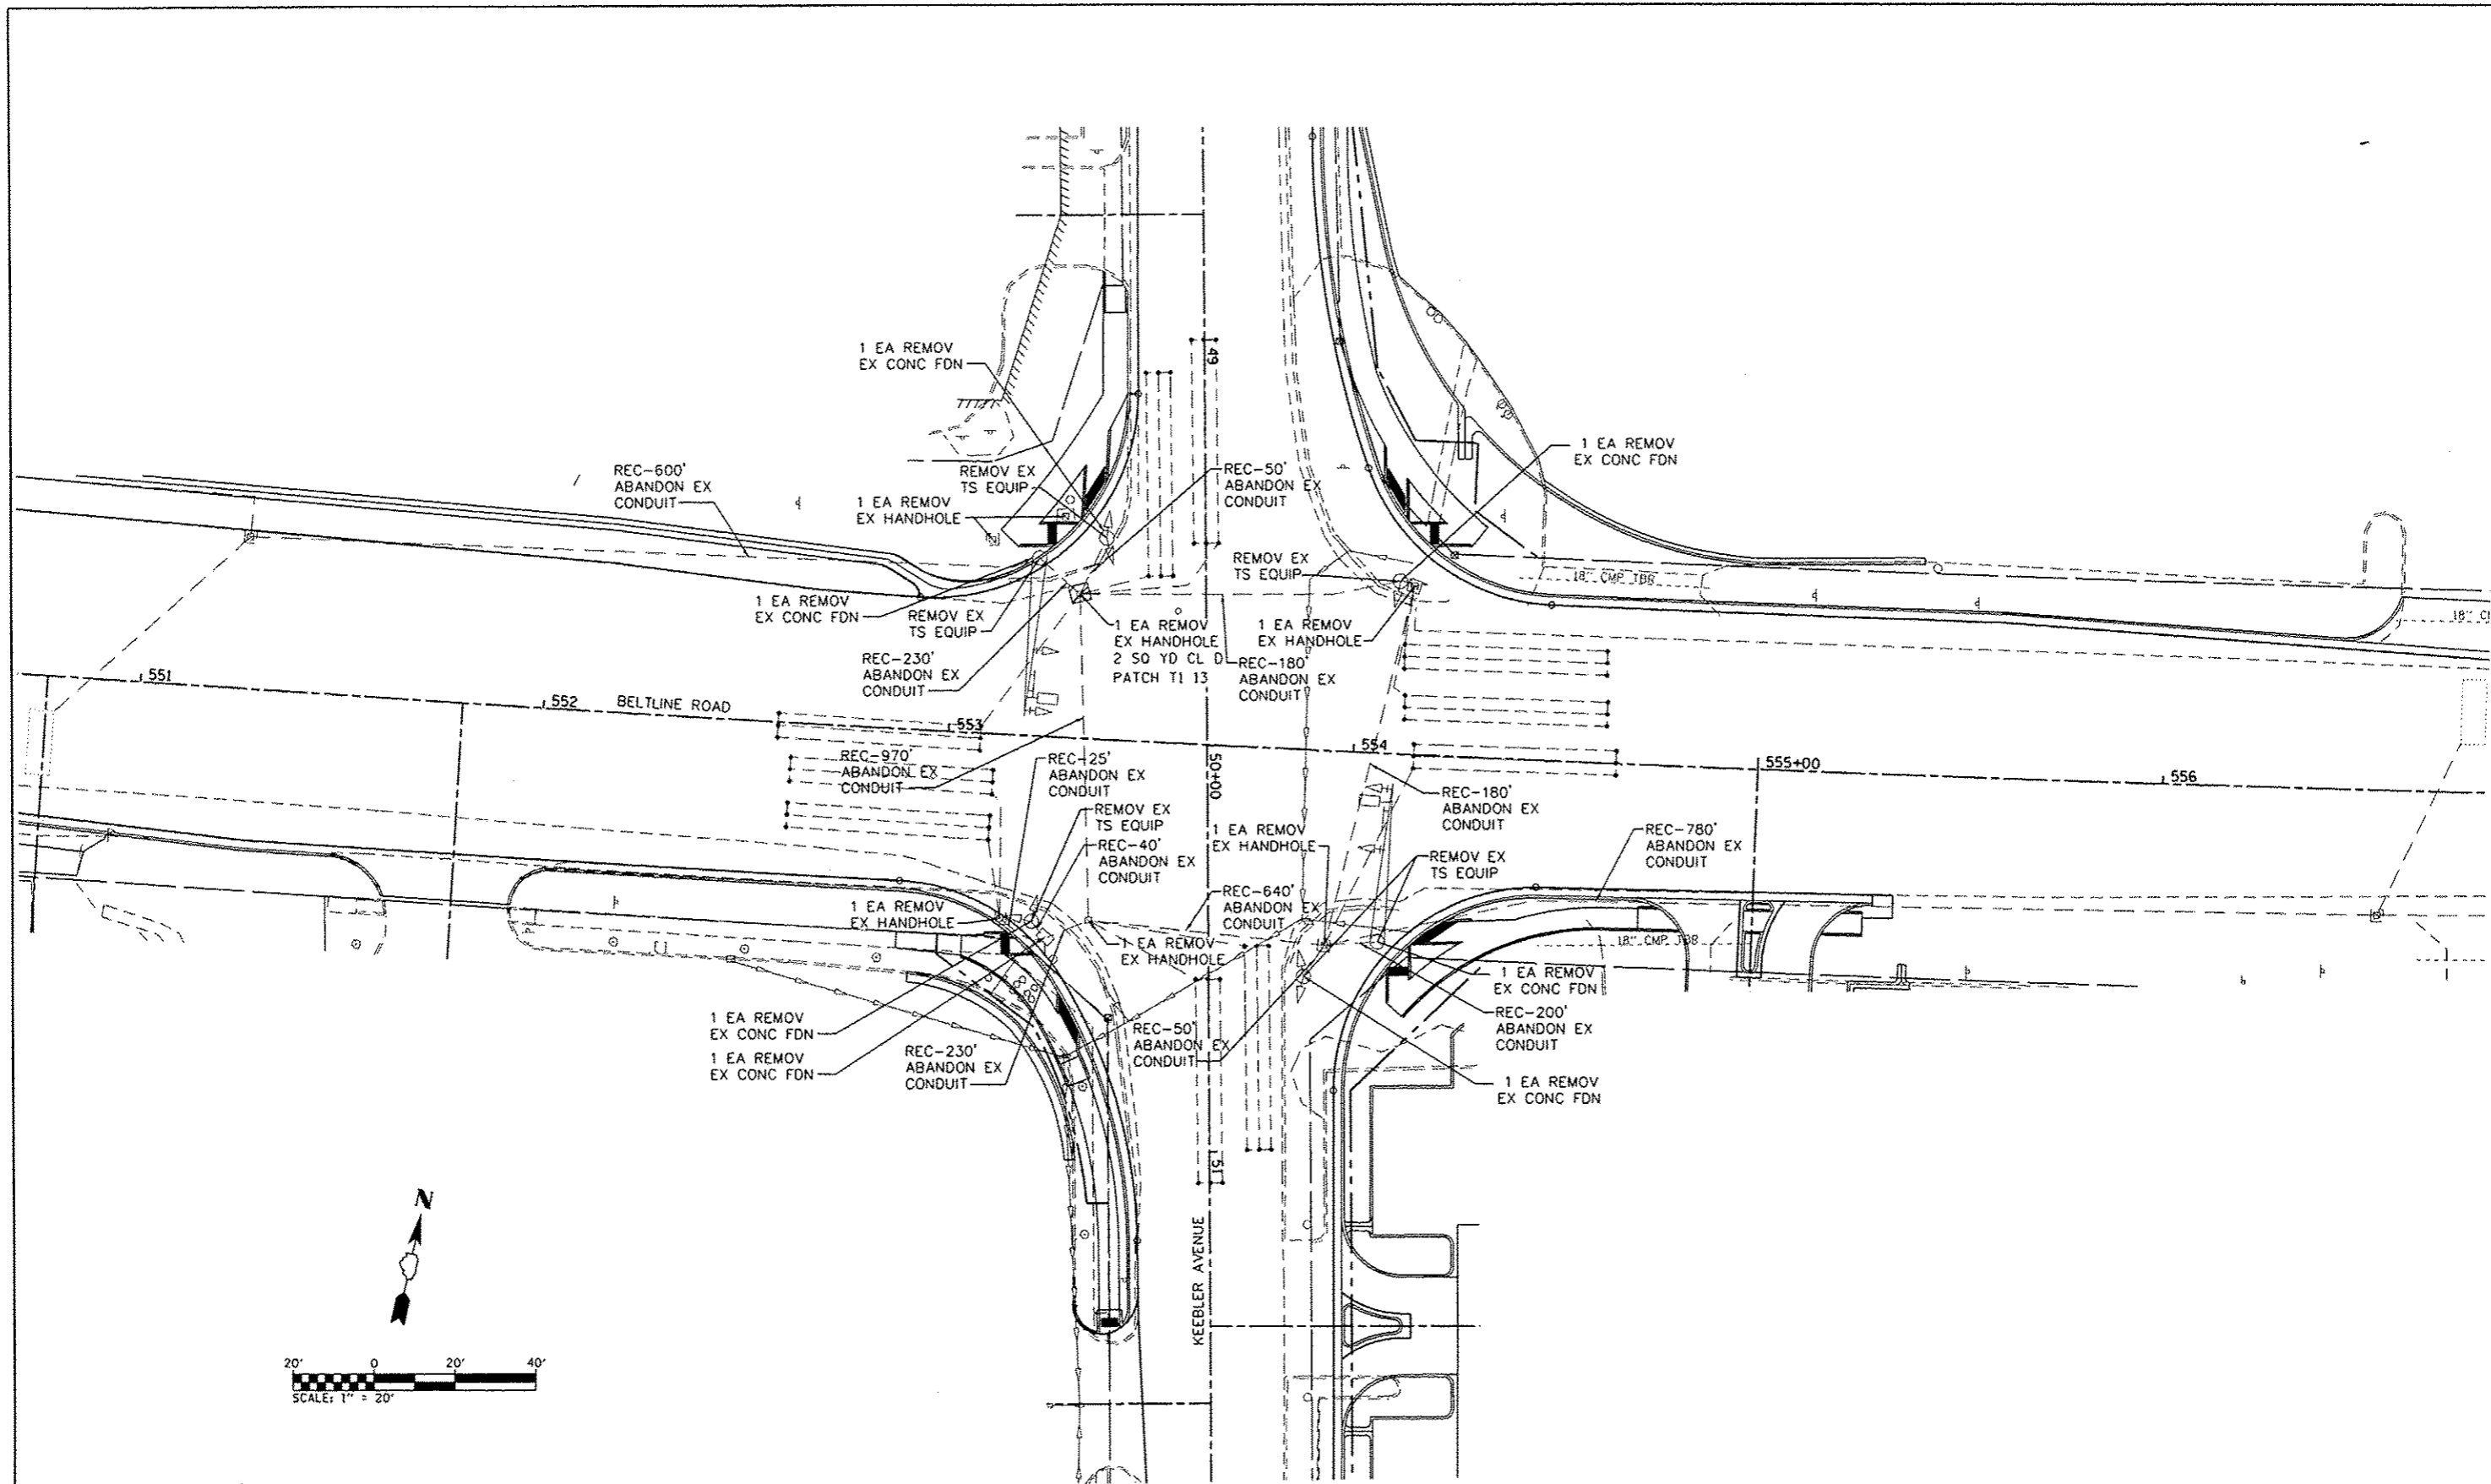 49
1 EA REMOV
EX CONC FDN
1 EA REMOV
EX CONC FDN
REC-600'
ABANDON EX
CONDUIT
REMOV EX
TS EQUIP
REC-50'
ABANDON EX
CONDUIT
1 EA REMOV
EX HANDHOLE
REMOV EX
TS EQUIP
18" CMP TBR
1 EA REMOV
EX CONC FDN
REMOV EX
TS EQUIP
1 EA REMOV
EX HANDHOLE
2 SQ YD CL D
PATCH TI 13
1 EA REMOV
EX HANDHOLE
18" C
REC-230'
ABANDON EX
CONDUIT
REC-180'
ABANDON EX
CONDUIT
551
552
BELTLINE ROAD
553
554
555+00
556
50+00
REC-970'
ABANDON EX
CONDUIT
REC-25'
ABANDON EX
CONDUIT
REC-180'
ABANDON EX
CONDUIT
REMOV EX
TS EQUIP
1 EA REMOV
EX HANDHOLE
REC-780'
ABANDON EX
CONDUIT
REC-40'
ABANDON EX
CONDUIT
REMOV EX
TS EQUIP
REC-640'
ABANDON EX
CONDUIT
1 EA REMOV
EX HANDHOLE
1 EA REMOV
EX HANDHOLE
18" CMP TBR
1 EA REMOV
EX CONC FDN
1 EA REMOV
EX CONC FDN
REC-50'
ABANDON EX
CONDUIT
REC-200'
ABANDON EX
CONDUIT
1 EA REMOV
EX CONC FDN
REC-230'
ABANDON EX
CONDUIT
1 EA REMOV
EX CONC FDN
51
KEEBLER AVENUE
N
20' 0 20' 40'
SCALE: 1" = 20'